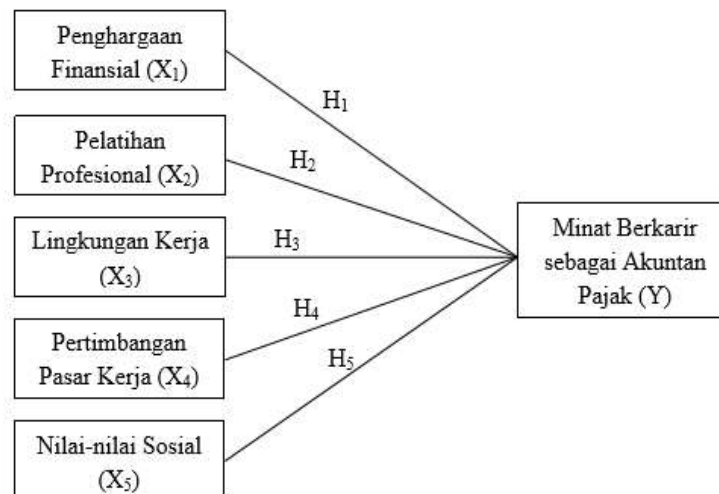 Penghargaan
Finansial (X₁)
H₁
Pelatihan
Profesional (X₂)
H₂
Lingkungan Kerja
(X₃)
H₃
Minat Berkarir
sebagai Akuntan
Pajak (Y)
Pertimbangan
Pasar Kerja (X₄)
H₄
Nilai-nilai Sosial
(X₅)
H₅